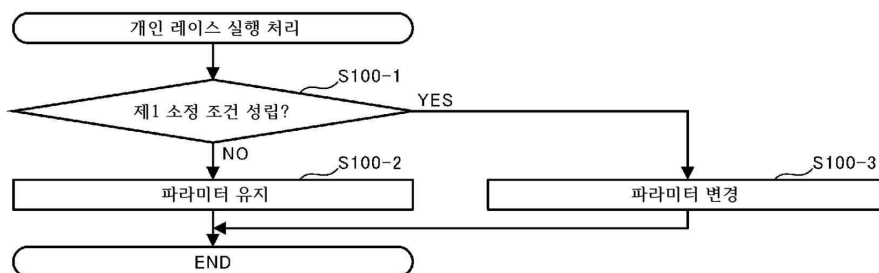 개인 레이스 실행 처리
S100-1
제1 소정 조건 성립?
YES
NO
S100-2
S100-3
파라미터 유지
파라미터 변경
END